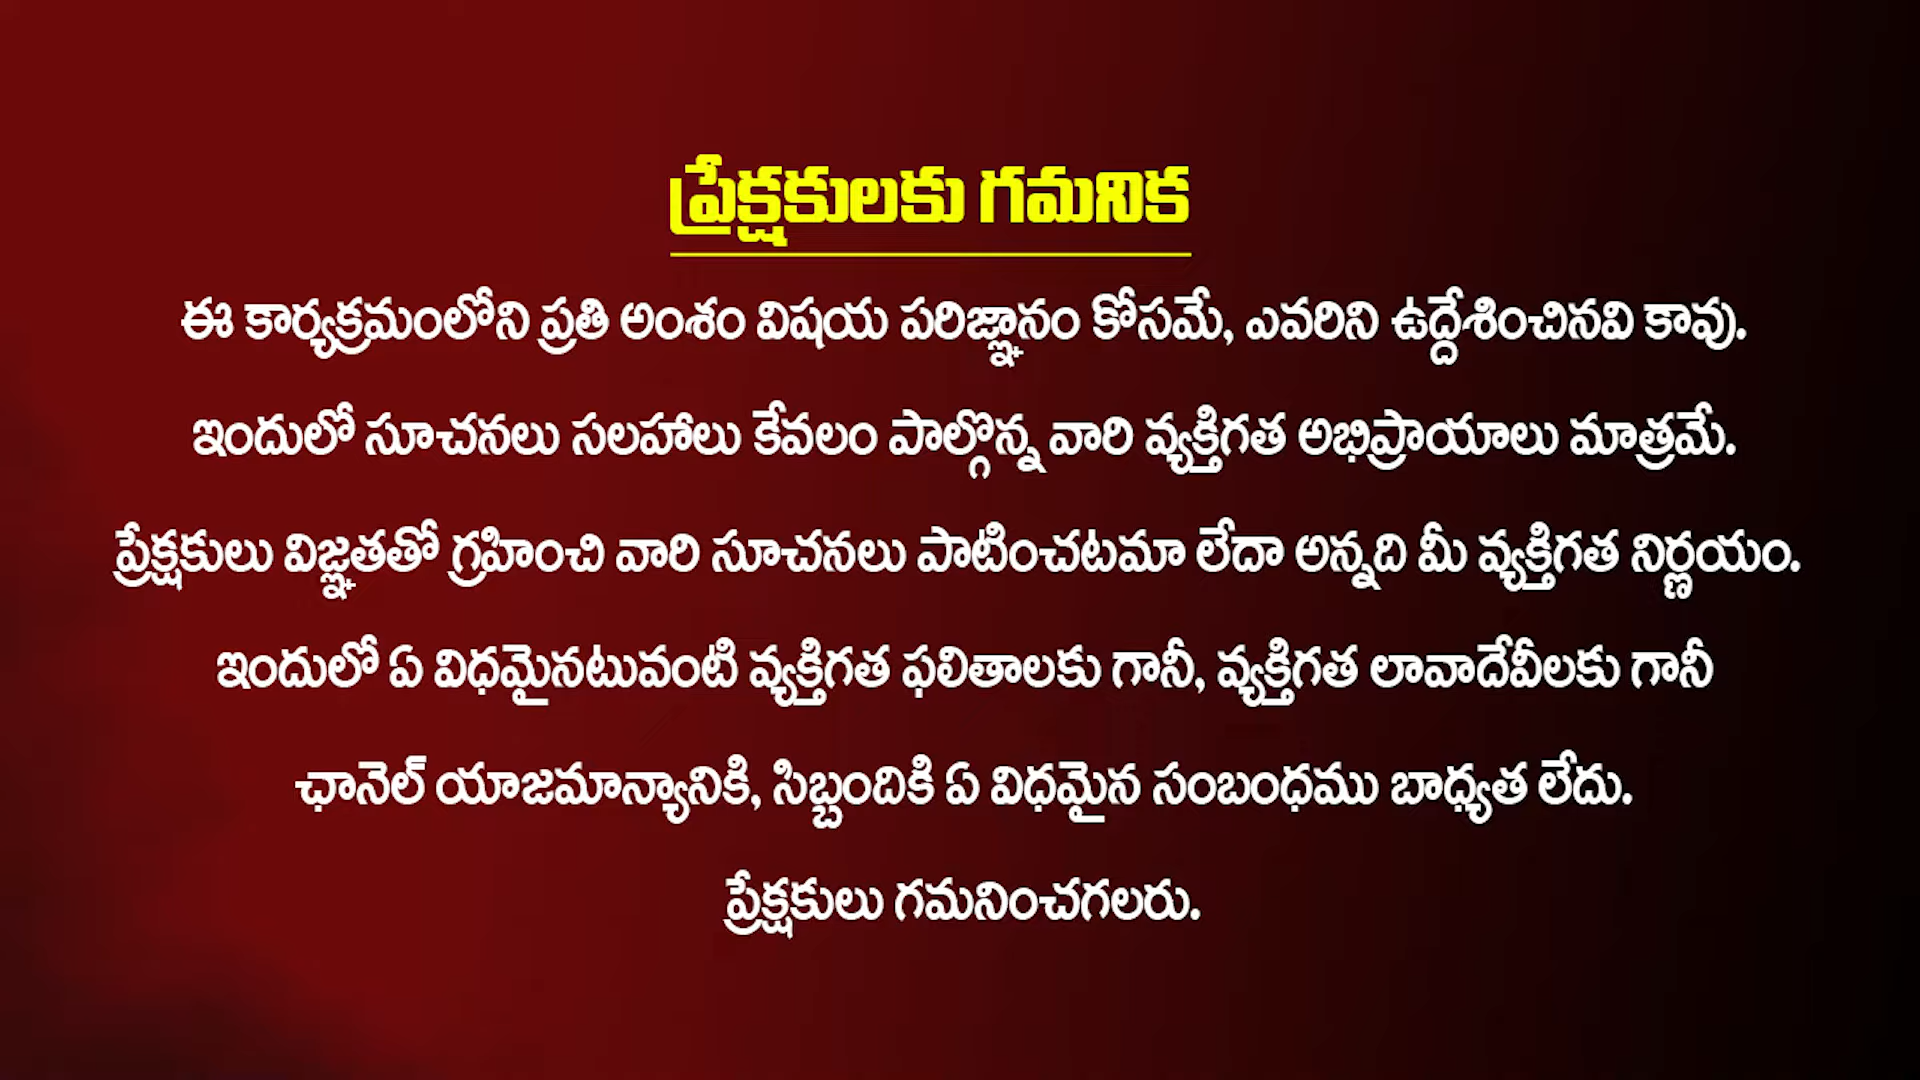 ప్రేక్షకులకు గమనిక
ఈ కార్యక్రమంలోని ప్రతి అంశం విషయ పరిజ్ఞానం కోసమే, ఎవరిని ఉద్దేశించినవి కావు.
ఇందులో సూచనలు సలహాలు కేవలం పాల్గొన్న వారి వ్యక్తిగత అభిప్రాయాలు మాత్రమే.
ప్రేక్షకులు విజ్ఞతతో గ్రహించి వారి సూచనలు పాటించటమా లేదా అన్నది మీ వ్యక్తిగత నిర్ణయం.
ఇందులో ఏ విధమైనటువంటి వ్యక్తిగత ఫలితాలకు గానీ, వ్యక్తిగత లావాదేవీలకు గానీ
ఛానెల్ యాజమాన్యానికి, సిబ్బందికి ఏ విధమైన సంబంధము బాధ్యత లేదు.
ప్రేక్షకులు గమనించగలరు.